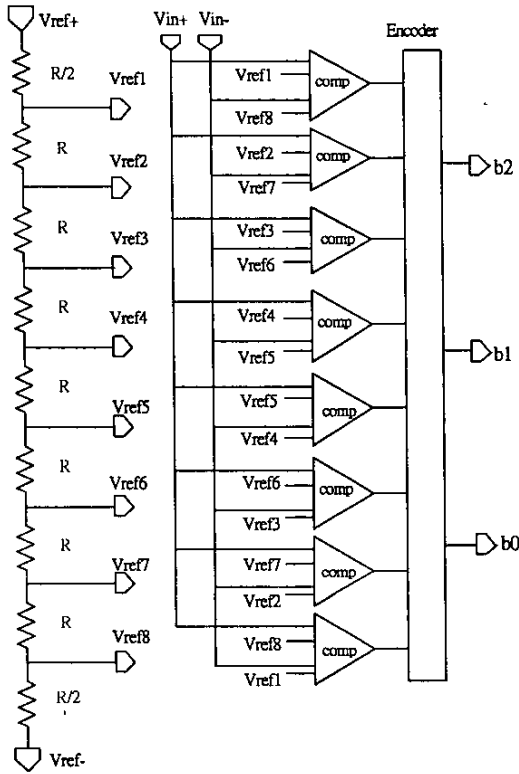 Vref+
Vin+ Vin-
Encoder
R/2
Vref1
R
Vref2
R
Vref3
R
Vref4
R
Vref5
R
Vref6
R
Vref7
R
Vref8
R/2
Vref-
Vref1
comp
Vref8
Vref2
comp
Vref7
Vref3
comp
Vref6
Vref4
comp
Vref5
Vref5
comp
Vref4
Vref6
comp
Vref3
Vref7
comp
Vref2
Vref8
comp
Vref1
b2
b1
b0